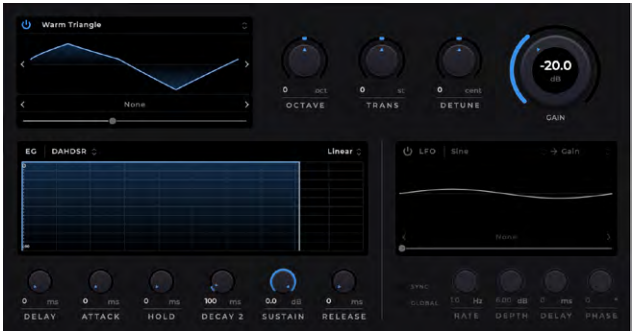 Warm Triangle
None
0 oct
OCTAVE
0 st
TRANS
0 cent
DETUNE
-20.0
dB
GAIN
EG DAHDSR Linear
0
-∞
0 ms
DELAY
0 ms
ATTACK
0 ms
HOLD
100 ms
DECAY 2
0.0 dB
SUSTAIN
0 ms
RELEASE
LFO Sine → Gain
None
SYNC
GLOBAL
Hz
RATE
6.00 dB
DEPTH
0 ms
DELAY
0
PHASE